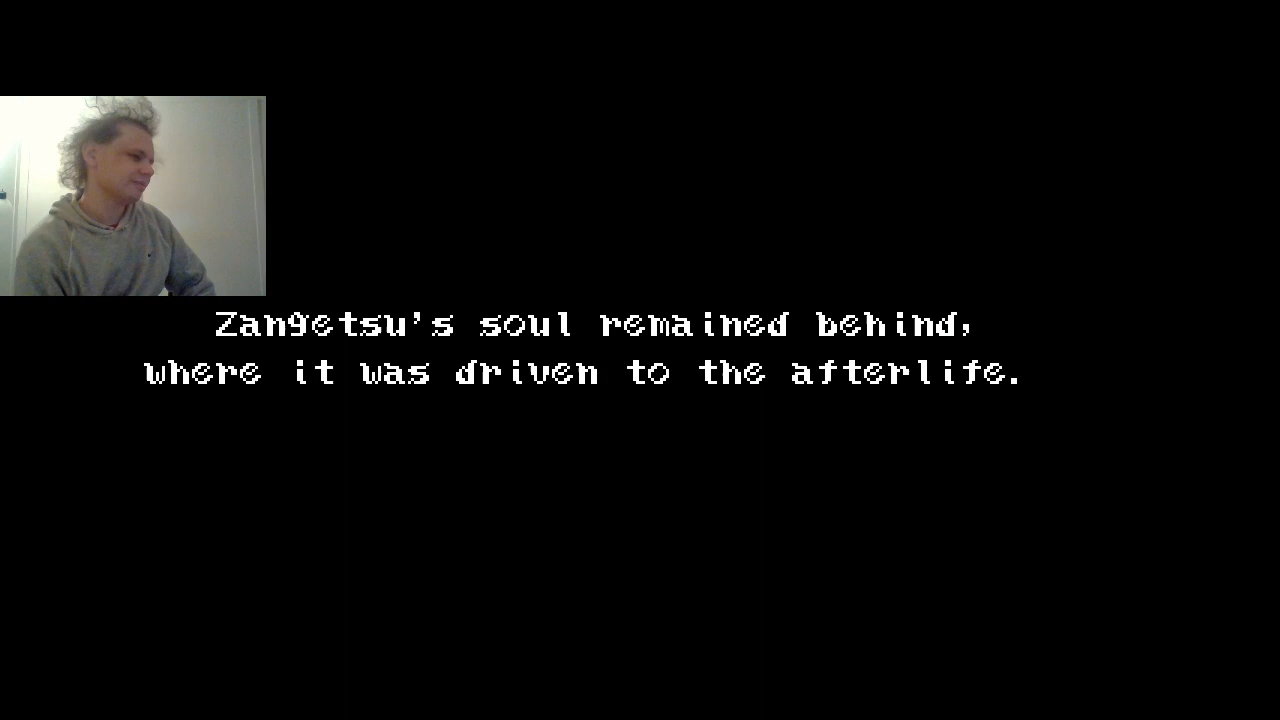 Zangetsu's soul remained behind,
where it was driven to the afterlife.